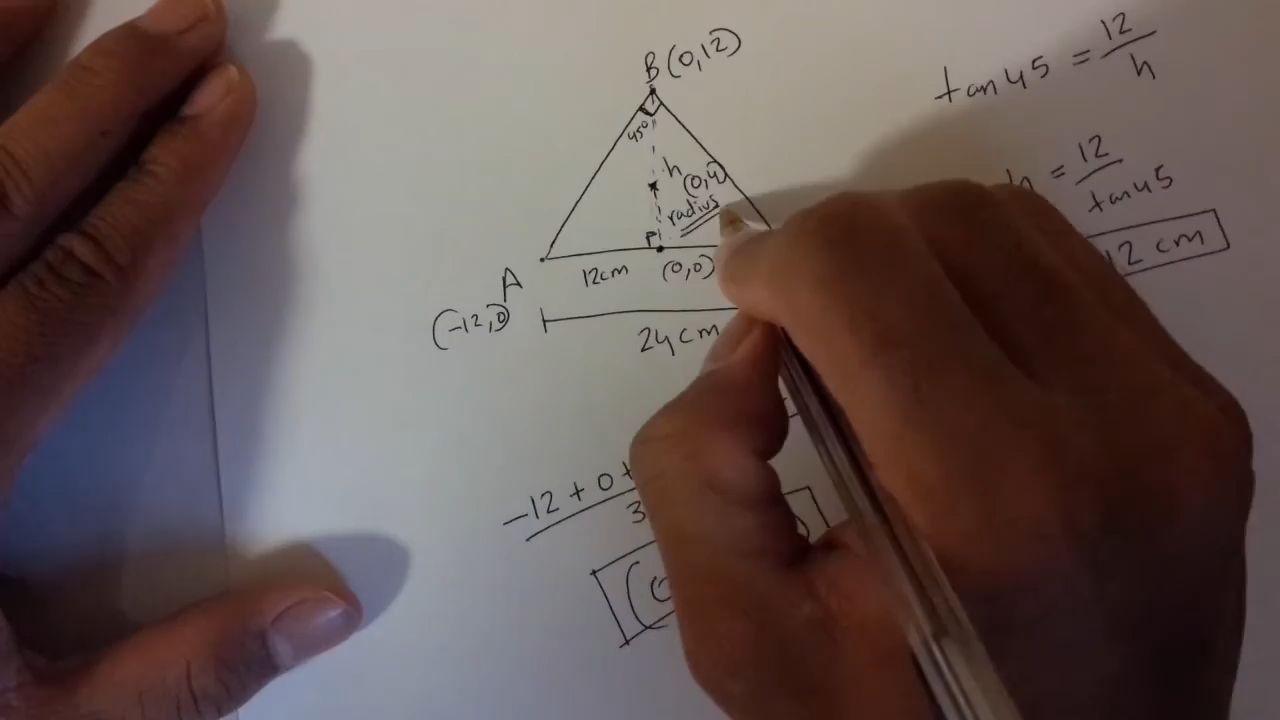 B (0,12)
45°
h
(0,4)
radius
P
12cm
(0,0)
A
(-12,0)
24cm
tan45 = 12 / h
h = 12 / tan45
12 cm
-12 + 0 +
3